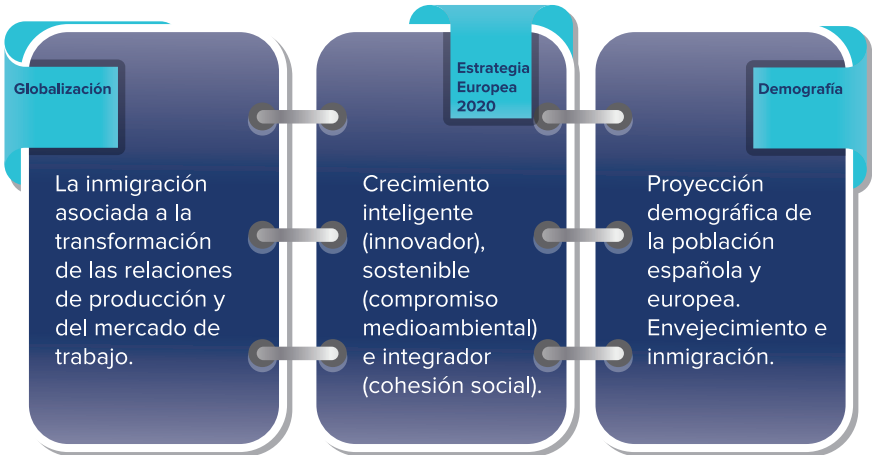 Globalización
La inmigración
asociada a la
transformación
de las relaciones
de producción y
del mercado de
trabajo.
Estrategia
Europea
2020
Crecimiento
inteligente
(innovador),
sostenible
(compromiso
medioambiental)
e integrador
(cohesión social).
Demografía
Proyección
demográfica de
la población
española y
europea.
Envejecimiento e
inmigración.